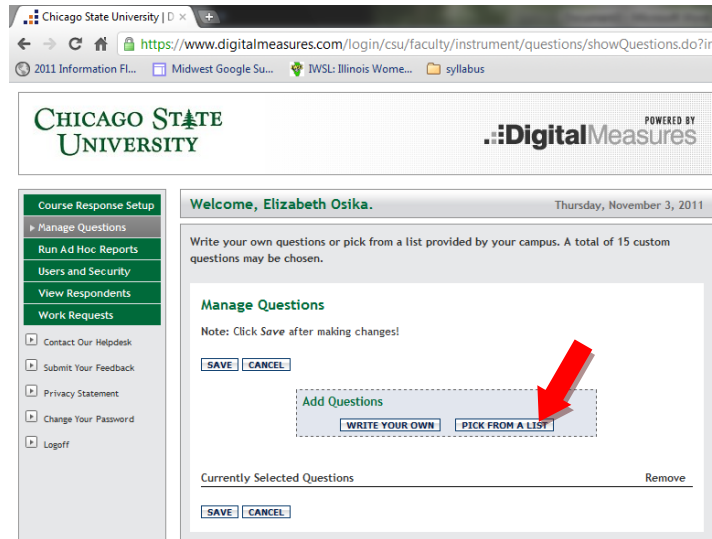 Chicago State University | D
https://www.digitalmeasures.com/login/csu/faculty/instrument/questions/showQuestions.do?ir
2011 Information Fl... Midwest Google Su... IWSL: Illinois Wome... syllabus
CHICAGO STATE
UNIVERSITY
POWERED BY
DigitalMeasures
Course Response Setup
Manage Questions
Run Ad Hoc Reports
Users and Security
View Respondents
Work Requests
Contact Our Helpdesk
Submit Your Feedback
Privacy Statement
Change Your Password
Logoff
Welcome, Elizabeth Osika. Thursday, November 3, 2011
Write your own questions or pick from a list provided by your campus. A total of 15 custom
questions may be chosen.
Manage Questions
Note: Click Save after making changes!
SAVE CANCEL
Add Questions
WRITE YOUR OWN PICK FROM A LIST
Currently Selected Questions Remove
SAVE CANCEL